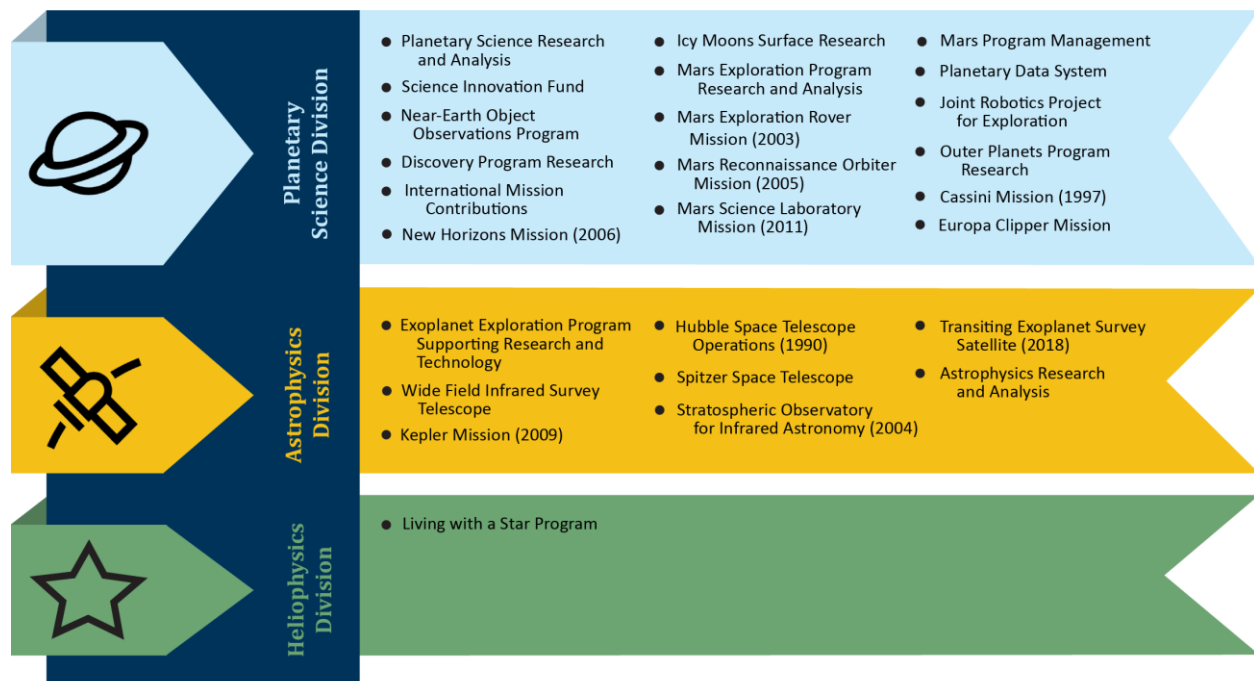 Planetary
Science Division
Planetary Science Research
and Analysis
Science Innovation Fund
Near-Earth Object
Observations Program
Discovery Program Research
International Mission
Contributions
New Horizons Mission (2006)
Icy Moons Surface Research
Mars Exploration Program
Research and Analysis
Mars Exploration Rover
Mission (2003)
Mars Reconnaissance Orbiter
Mission (2005)
Mars Science Laboratory
Mission (2011)
Mars Program Management
Planetary Data System
Joint Robotics Project
for Exploration
Outer Planets Program
Research
Cassini Mission (1997)
Europa Clipper Mission
Astrophysics
Division
Exoplanet Exploration Program
Supporting Research and
Technology
Wide Field Infrared Survey
Telescope
Kepler Mission (2009)
Hubble Space Telescope
Operations (1990)
Spitzer Space Telescope
Stratospheric Observatory
for Infrared Astronomy (2004)
Transiting Exoplanet Survey
Satellite (2018)
Astrophysics Research
and Analysis
Heliophysics
Division
Living with a Star Program